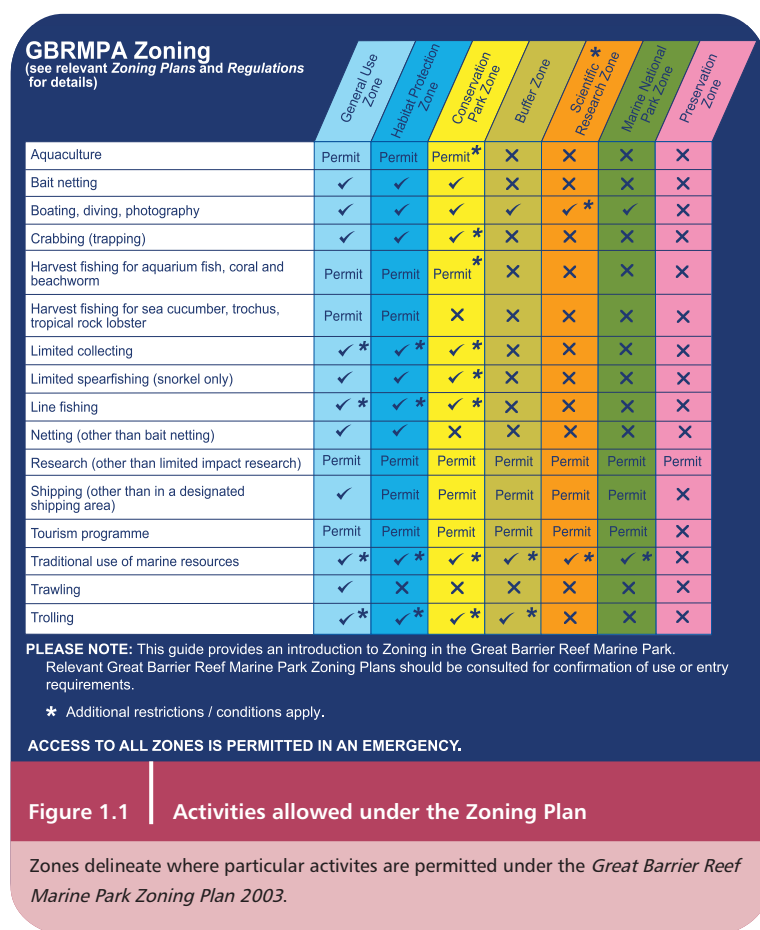 GBRMPA Zoning
(see relevant Zoning Plans and Regulations
for details)
General Use
Zone
Habitat Protection
Zone
Conservation
Park Zone
Buffer Zone
Scientific *
Research Zone
Marine National
Park Zone
Preservation
Zone
Aquaculture Permit Permit Permit* ✕ ✕ ✕ ✕
Bait netting ✓ ✓ ✓ ✕ ✕ ✕ ✕
Boating, diving, photography ✓ ✓ ✓ ✓ ✓* ✓ ✕
Crabbing (trapping) ✓ ✓ ✓* ✕ ✕ ✕ ✕
Harvest fishing for aquarium fish, coral and
beachworm Permit Permit Permit* ✕ ✕ ✕ ✕
Harvest fishing for sea cucumber, trochus,
tropical rock lobster Permit Permit ✕ ✕ ✕ ✕ ✕
Limited collecting ✓* ✓* ✓* ✕ ✕ ✕ ✕
Limited spearfishing (snorkel only) ✓ ✓ ✓* ✕ ✕ ✕ ✕
Line fishing ✓* ✓* ✓* ✕ ✕ ✕ ✕
Netting (other than bait netting) ✓ ✓ ✕ ✕ ✕ ✕ ✕
Research (other than limited impact research) Permit Permit Permit Permit Permit Permit Permit
Shipping (other than in a designated
shipping area) ✓ Permit Permit Permit Permit Permit ✕
Tourism programme Permit Permit Permit Permit Permit Permit ✕
Traditional use of marine resources ✓* ✓* ✓* ✓* ✓* ✓* ✕
Trawling ✓ ✕ ✕ ✕ ✕ ✕ ✕
Trolling ✓* ✓* ✓* ✓* ✕ ✕ ✕
PLEASE NOTE: This guide provides an introduction to Zoning in the Great Barrier Reef Marine Park.
Relevant Great Barrier Reef Marine Park Zoning Plans should be consulted for confirmation of use or entry
requirements.
* Additional restrictions / conditions apply.
ACCESS TO ALL ZONES IS PERMITTED IN AN EMERGENCY.
Figure 1.1 Activities allowed under the Zoning Plan
Zones delineate where particular activites are permitted under the Great Barrier Reef
Marine Park Zoning Plan 2003.